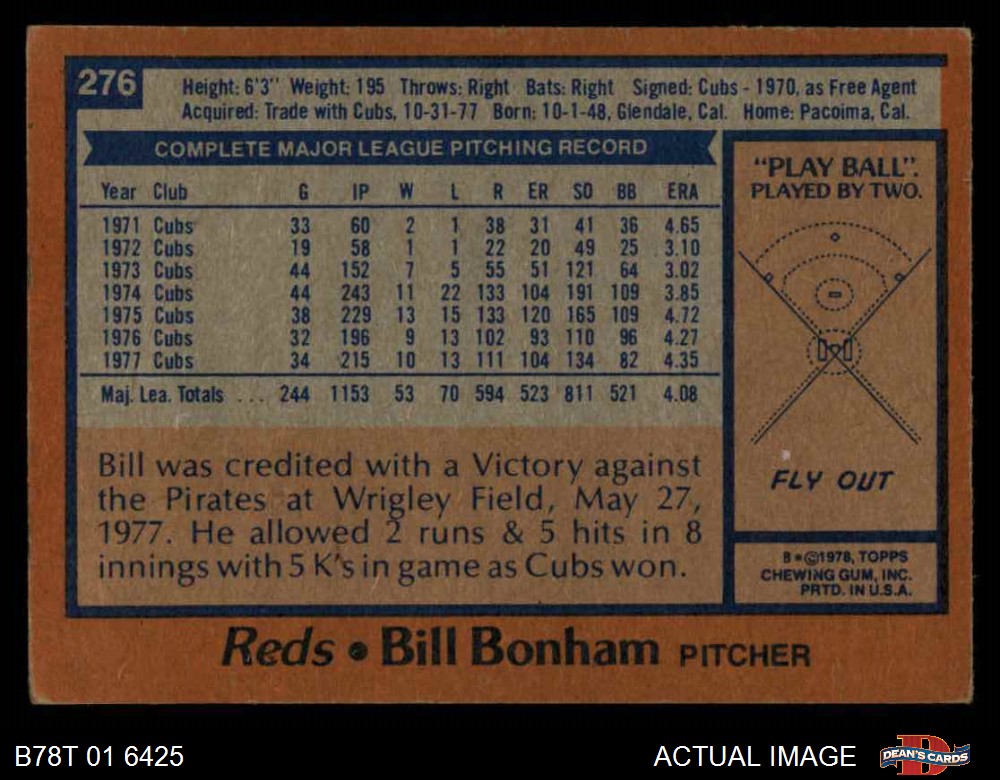 276
Height: 6'3" Weight: 195 Throws: Right Bats: Right Signed: Cubs - 1970, as Free Agent
Acquired: Trade with Cubs, 10-31-77 Born: 10-1-48, Glendale, Cal. Home: Pacoima, Cal.
COMPLETE MAJOR LEAGUE PITCHING RECORD
Year Club G IP W L R ER SO BB ERA
1971 Cubs 33 60 2 1 38 31 41 36 4.65
1972 Cubs 19 58 1 1 22 20 49 25 3.10
1973 Cubs 44 152 7 5 55 51 121 64 3.02
1974 Cubs 44 243 11 22 133 104 191 109 3.85
1975 Cubs 38 229 13 15 133 120 165 109 4.72
1976 Cubs 32 196 9 13 102 93 110 96 4.27
1977 Cubs 34 215 10 13 111 104 134 82 4.35
Maj. Lea. Totals ... 244 1153 53 70 594 523 811 521 4.08
Bill was credited with a Victory against
the Pirates at Wrigley Field, May 27,
1977. He allowed 2 runs & 5 hits in 8
innings with 5 K's in game as Cubs won.
"PLAY BALL".
PLAYED BY TWO.
FLY OUT
B*©1978, TOPPS
CHEWING GUM, INC.
PRTD. IN U.S.A.
Reds • Bill Bonham PITCHER
B78T 01 6425
ACTUAL IMAGE
D
DEAN'S CARDS